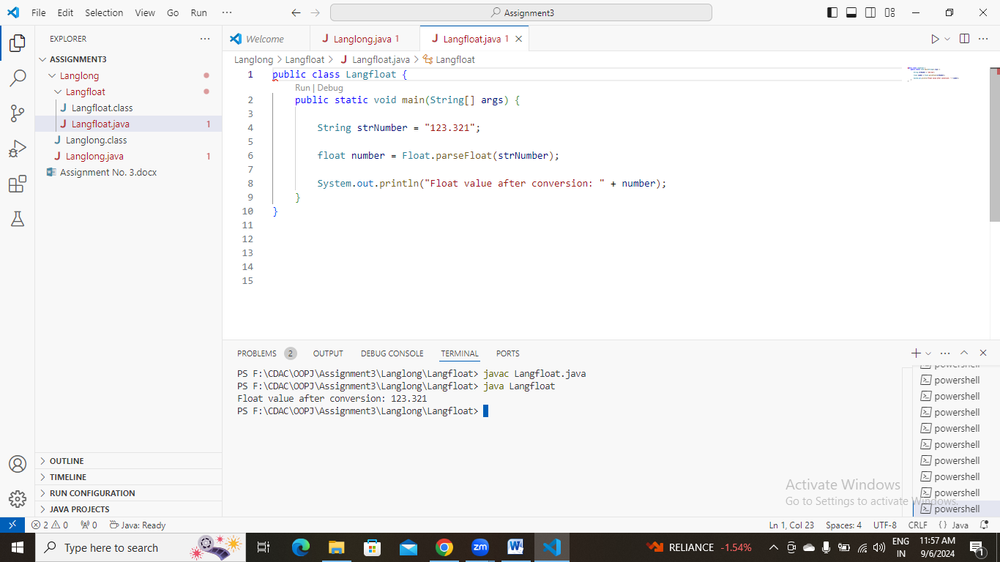 File Edit Selection View Go Run ··· Assignment3
EXPLORER ···
ASSIGNMENT3
Langlong
Langfloat
Langfloat.class
Langfloat.java 1
Langlong.class
Langlong.java 1
Assignment No. 3.docx
OUTLINE
TIMELINE
RUN CONFIGURATION
JAVA PROJECTS
Welcome Langlong.java 1 Langfloat.java 1
Langlong > Langfloat > Langfloat.java > Langfloat
1 public class Langfloat {
Run | Debug
2 public static void main(String[] args) {
3
4 String strNumber = "123.321";
5
6 float number = Float.parseFloat(strNumber);
7
8 System.out.println("Float value after conversion: " + number);
9 }
10 }
11
12
13
14
15
PROBLEMS 2 OUTPUT DEBUG CONSOLE TERMINAL PORTS
PS F:\CDAC\OOPJ\Assignment3\Langlong\Langfloat> javac Langfloat.java
PS F:\CDAC\OOPJ\Assignment3\Langlong\Langfloat> java Langfloat
Float value after conversion: 123.321
PS F:\CDAC\OOPJ\Assignment3\Langlong\Langfloat>
powershell
powershell
powershell
powershell
powershell
powershell
powershell
powershell
powershell
powershell
Activate Windows
Go to Settings to activate Windows.
2 0 0 Java: Ready Ln 1, Col 23 Spaces: 4 UTF-8 CRLF {} Java
Type here to search zm W RELIANCE -1.54% ENG IN 11:57 AM 9/6/2024 1